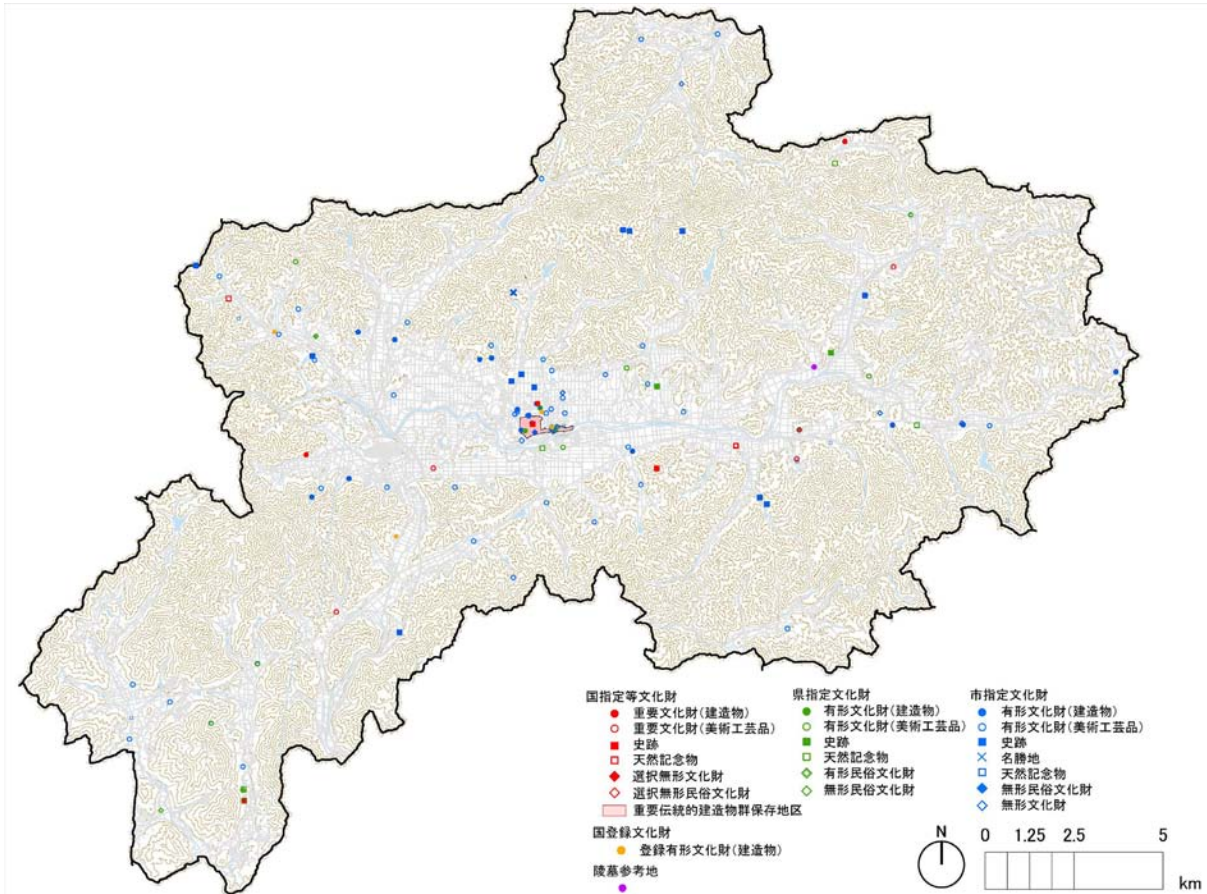 国指定等文化財
重要文化財(建造物)
重要文化財(美術工芸品)
史跡
天然記念物
選択無形文化財
選択無形民俗文化財
重要伝統的建造物群保存地区
国登録文化財
登録有形文化財(建造物)
陵墓参考地
県指定文化財
有形文化財(建造物)
有形文化財(美術工芸品)
史跡
天然記念物
有形民俗文化財
無形民俗文化財
市指定文化財
有形文化財(建造物)
有形文化財(美術工芸品)
史跡
名勝地
天然記念物
無形民俗文化財
無形文化財
N
0 1.25 2.5 5
km